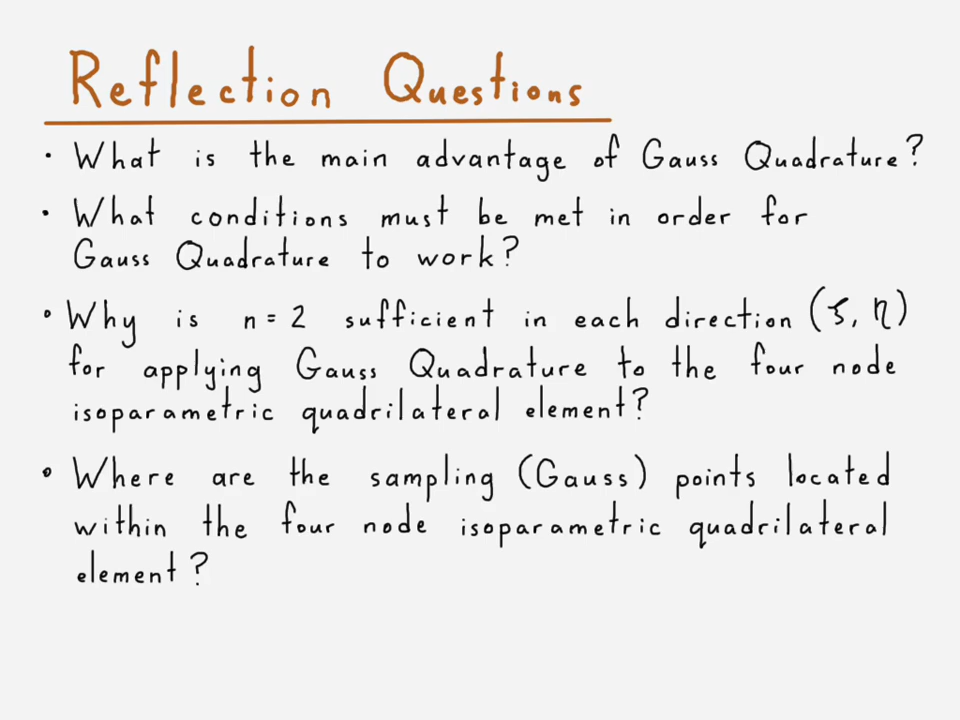 Reflection Questions
• What is the main advantage of Gauss Quadrature?
• What conditions must be met in order for
Gauss Quadrature to work?
• Why is n = 2 sufficient in each direction (ζ, η)
for applying Gauss Quadrature to the four node
isoparametric quadrilateral element?
• Where are the sampling (Gauss) points located
within the four node isoparametric quadrilateral
element?